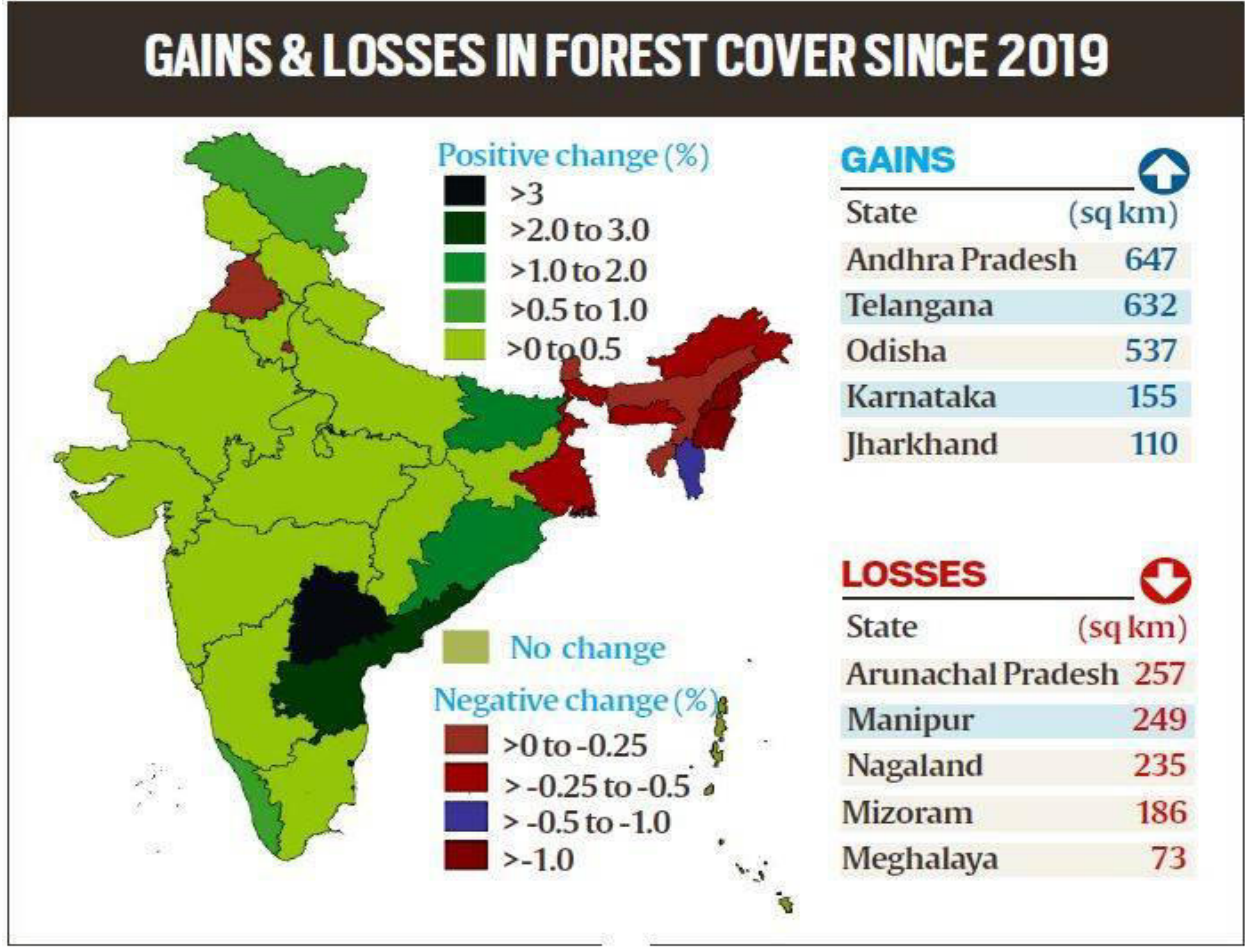 GAINS & LOSSES IN FOREST COVER SINCE 2019
Positive change (%)
>3
>2.0 to 3.0
>1.0 to 2.0
>0.5 to 1.0
>0 to 0.5
No change
Negative change (%)
>0 to -0.25
> -0.25 to -0.5
> -0.5 to -1.0
>-1.0
GAINS
State (sq km)
Andhra Pradesh 647
Telangana 632
Odisha 537
Karnataka 155
Jharkhand 110
LOSSES
State (sq km)
Arunachal Pradesh 257
Manipur 249
Nagaland 235
Mizoram 186
Meghalaya 73